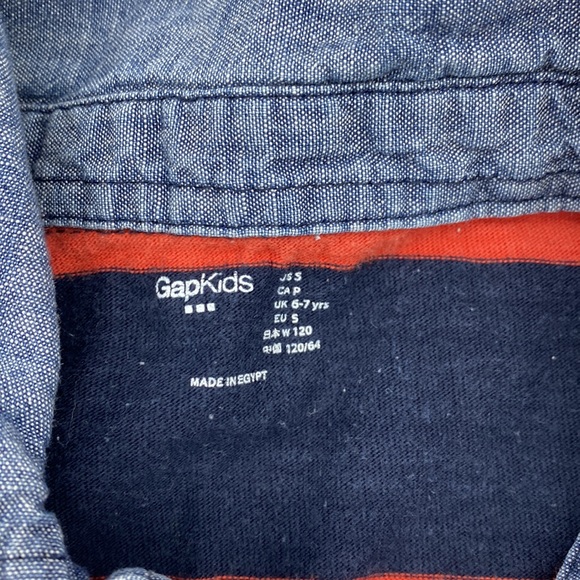 GapKids
US S
CA P
UK 6-7 yrs
EU S
日本 W 120
中国 120/64
MADE IN EGYPT